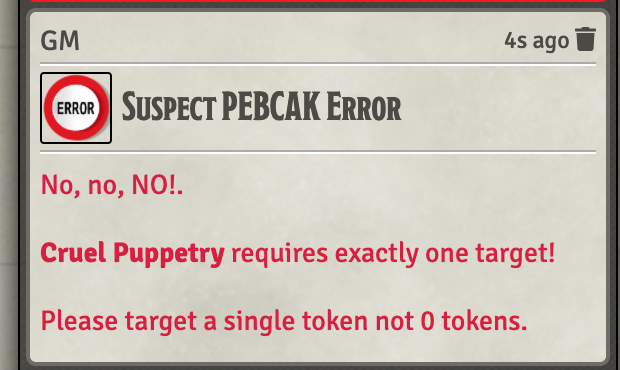 GM 4s ago
ERROR
Suspect PEBCAK Error
No, no, NO!.
Cruel Puppetry requires exactly one target!
Please target a single token not 0 tokens.